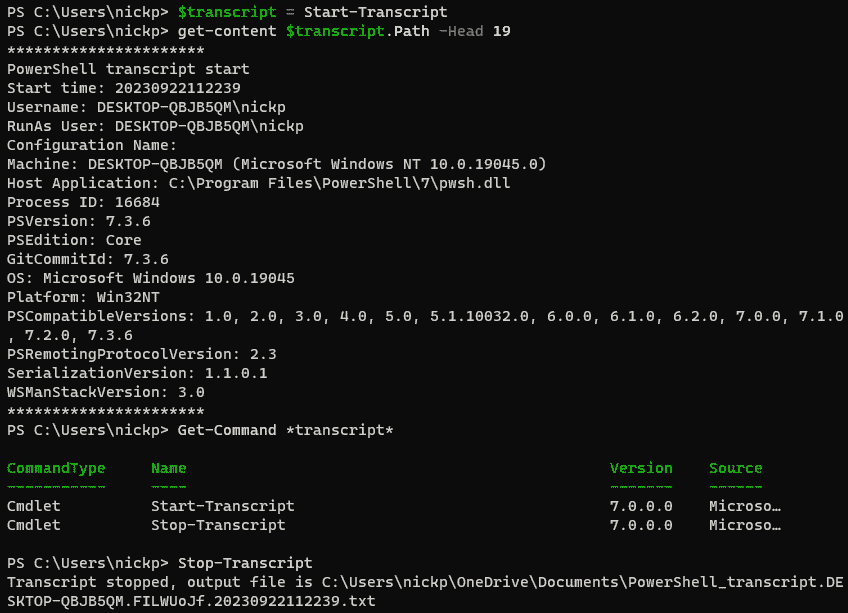 PS C:\Users\nickp> $transcript = Start-Transcript
PS C:\Users\nickp> get-content $transcript.Path -Head 19
**********************
PowerShell transcript start
Start time: 20230922112239
Username: DESKTOP-QBJB5QM\nickp
RunAs User: DESKTOP-QBJB5QM\nickp
Configuration Name:
Machine: DESKTOP-QBJB5QM (Microsoft Windows NT 10.0.19045.0)
Host Application: C:\Program Files\PowerShell\7\pwsh.dll
Process ID: 16684
PSVersion: 7.3.6
PSEdition: Core
GitCommitId: 7.3.6
OS: Microsoft Windows 10.0.19045
Platform: Win32NT
PSCompatibleVersions: 1.0, 2.0, 3.0, 4.0, 5.0, 5.1.10032.0, 6.0.0, 6.1.0, 6.2.0, 7.0.0, 7.1.0
, 7.2.0, 7.3.6
PSRemotingProtocolVersion: 2.3
SerializationVersion: 1.1.0.1
WSManStackVersion: 3.0
**********************
PS C:\Users\nickp> Get-Command *transcript*

CommandType     Name                                               Version    Source
-----------     ----                                               -------    ------
Cmdlet          Start-Transcript                                   7.0.0.0    Microso…
Cmdlet          Stop-Transcript                                    7.0.0.0    Microso…

PS C:\Users\nickp> Stop-Transcript
Transcript stopped, output file is C:\Users\nickp\OneDrive\Documents\PowerShell_transcript.DE
SKTOP-QBJB5QM.FILWUoJf.20230922112239.txt